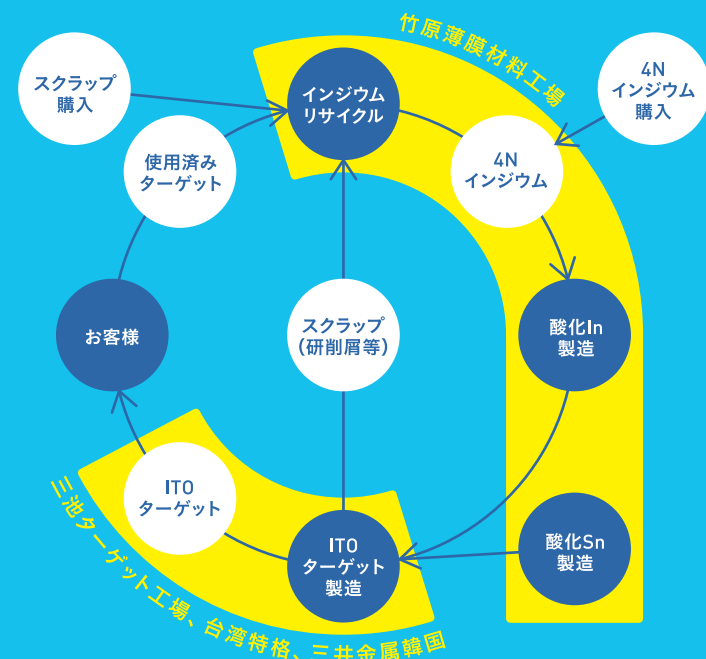 竹原薄膜材料工場
スクラップ
購入
インジウム
リサイクル
4N
インジウム
購入
使用済み
ターゲット
4N
インジウム
お客様
スクラップ
(研削屑等)
酸化In
製造
ITO
ターゲット
ITO
ターゲット
製造
酸化Sn
製造
三池ターゲット工場、台湾特格、三井金属韓国